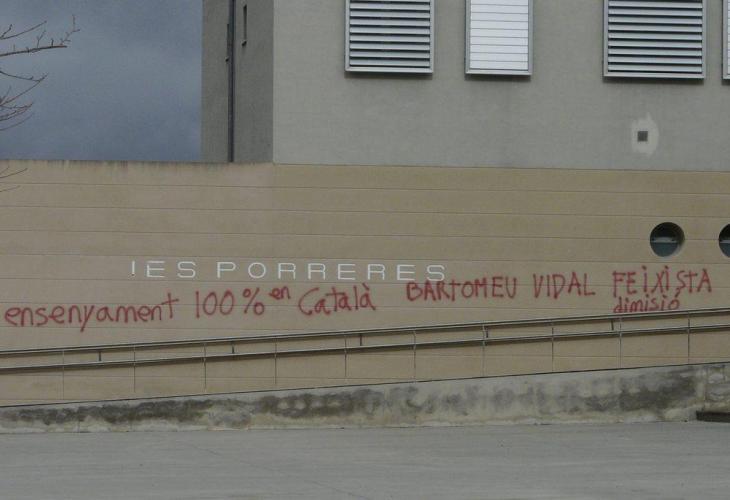 IES PORRERES
ensenyament 100% en Català
BARTOMEU VIDAL FEIXISTA
dimisió